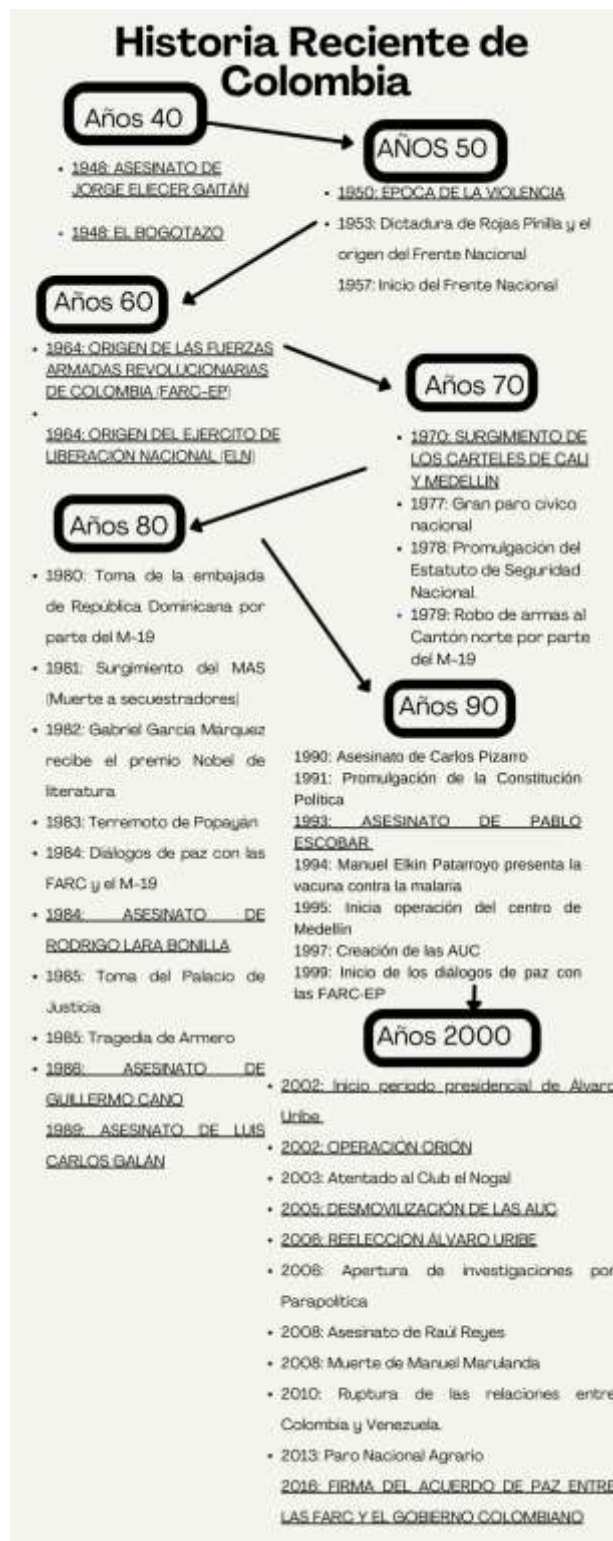 Historia Reciente de
Colombia
Años 40
• 1948: ASESINATO DE
JORGE ELIECER GAITÁN
• 1948: EL BOGOTAZO
AÑOS 50
• 1950: EPOCA DE LA VIOLENCIA
• 1953: Dictadura de Rojas Pinilla y el
origen del Frente Nacional
1957: Inicio del Frente Nacional
Años 60
• 1964: ORIGEN DE LAS FUERZAS
ARMADAS REVOLUCIONARIAS
DE COLOMBIA (FARC-EP)
•
1964: ORIGEN DEL EJERCITO DE
LIBERACIÓN NACIONAL (ELN)
Años 70
• 1970: SURGIMIENTO DE
LOS CARTELES DE CALI
Y MEDELLÍN
• 1977: Gran paro cívico
nacional
• 1978: Promulgación del
Estatuto de Seguridad
Nacional.
• 1979: Robo de armas al
Cantón norte por parte
del M-19
Años 80
• 1980: Toma de la embajada
de República Dominicana por
parte del M-19
• 1981: Surgimiento del MAS
(Muerte a secuestradores)
• 1982: Gabriel García Márquez
recibe el premio Nobel de
literatura
• 1983: Terremoto de Popayán
• 1984: Diálogos de paz con las
FARC y el M-19
• 1984: ASESINATO DE
RODRIGO LARA BONILLA
• 1985: Toma del Palacio de
Justicia
• 1985: Tragedia de Armero
• 1986: ASESINATO DE
GUILLERMO CANO
1989: ASESINATO DE LUIS
CARLOS GALÁN
Años 90
1990: Asesinato de Carlos Pizarro
1991: Promulgación de la Constitución
Política
1993: ASESINATO DE PABLO
ESCOBAR
1994: Manuel Elkin Patarroyo presenta la
vacuna contra la malaria
1995: Inicia operación del centro de
Medellín
1997: Creación de las AUC
1999: Inicio de los diálogos de paz con
las FARC-EP
Años 2000
• 2002: Inicio periodo presidencial de Álvaro
Uribe.
• 2002: OPERACIÓN ORION
• 2003: Atentado al Club el Nogal
• 2005: DESMOVILIZACIÓN DE LAS AUC
• 2006: REELECCION ÁLVARO URIBE
• 2006: Apertura de investigaciones por
Parapolítica
• 2008: Asesinato de Raúl Reyes
• 2008: Muerte de Manuel Marulanda
• 2010: Ruptura de las relaciones entre
Colombia y Venezuela.
• 2013: Paro Nacional Agrario
2016: FIRMA DEL ACUERDO DE PAZ ENTRE
LAS FARC Y EL GOBIERNO COLOMBIANO